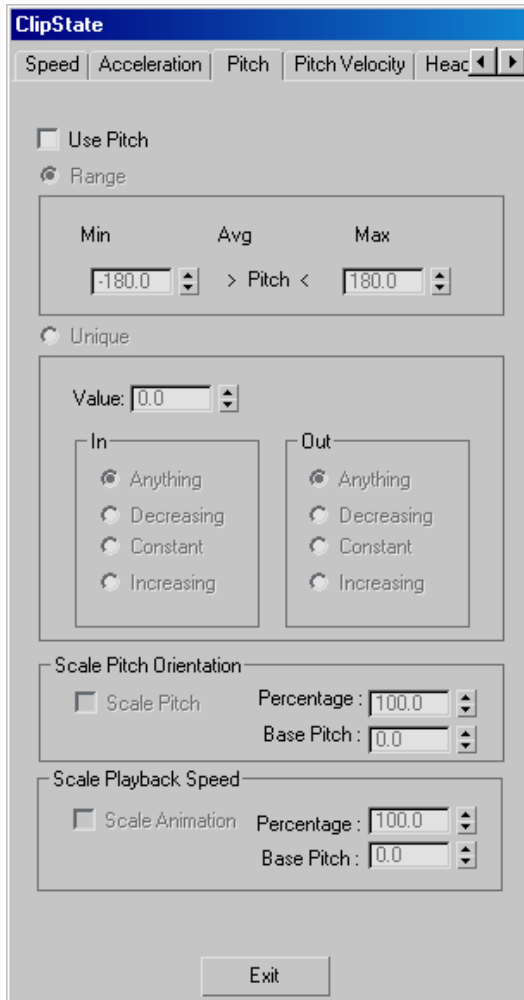 ClipState
Speed Acceleration Pitch Pitch Velocity Head
Use Pitch
Range
Min Avg Max
-180.0 > Pitch < 180.0
Unique
Value: 0.0
In Out
Anything Anything
Decreasing Decreasing
Constant Constant
Increasing Increasing
Scale Pitch Orientation
Scale Pitch Percentage : 100.0
Base Pitch : 0.0
Scale Playback Speed
Scale Animation Percentage : 100.0
Base Pitch : 0.0
Exit